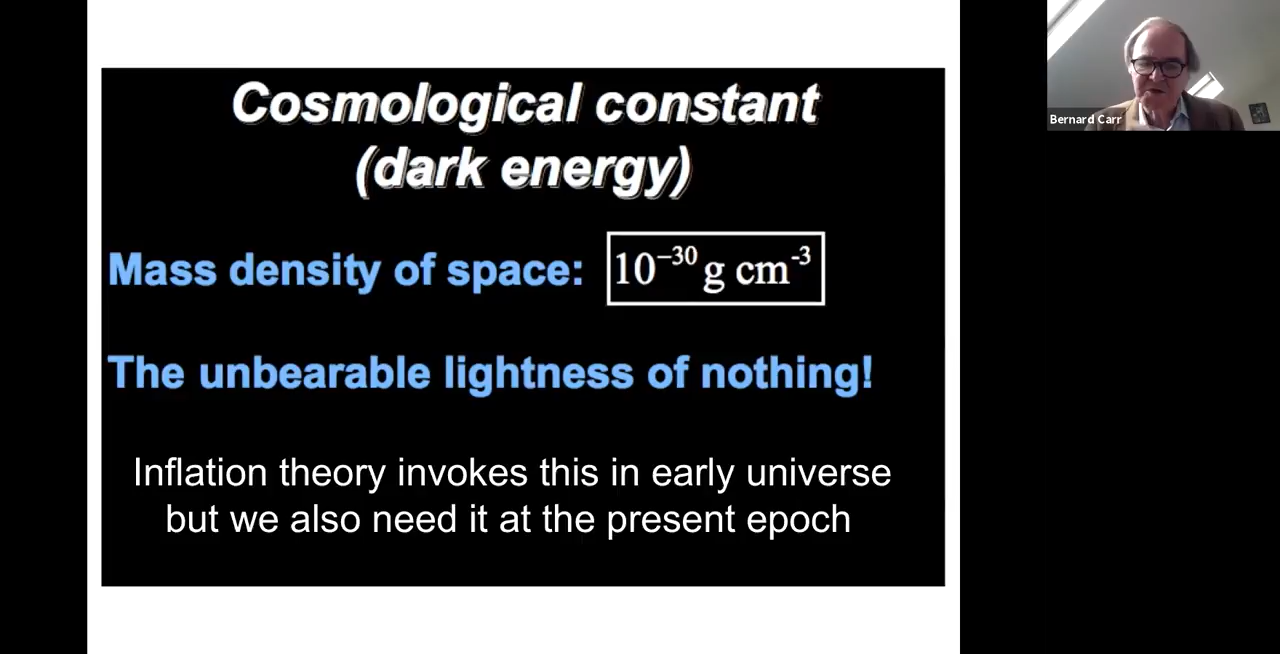 Cosmological constant
(dark energy)
Mass density of space: 10⁻³⁰ g cm⁻³
The unbearable lightness of nothing!
Inflation theory invokes this in early universe
but we also need it at the present epoch
Bernard Carr